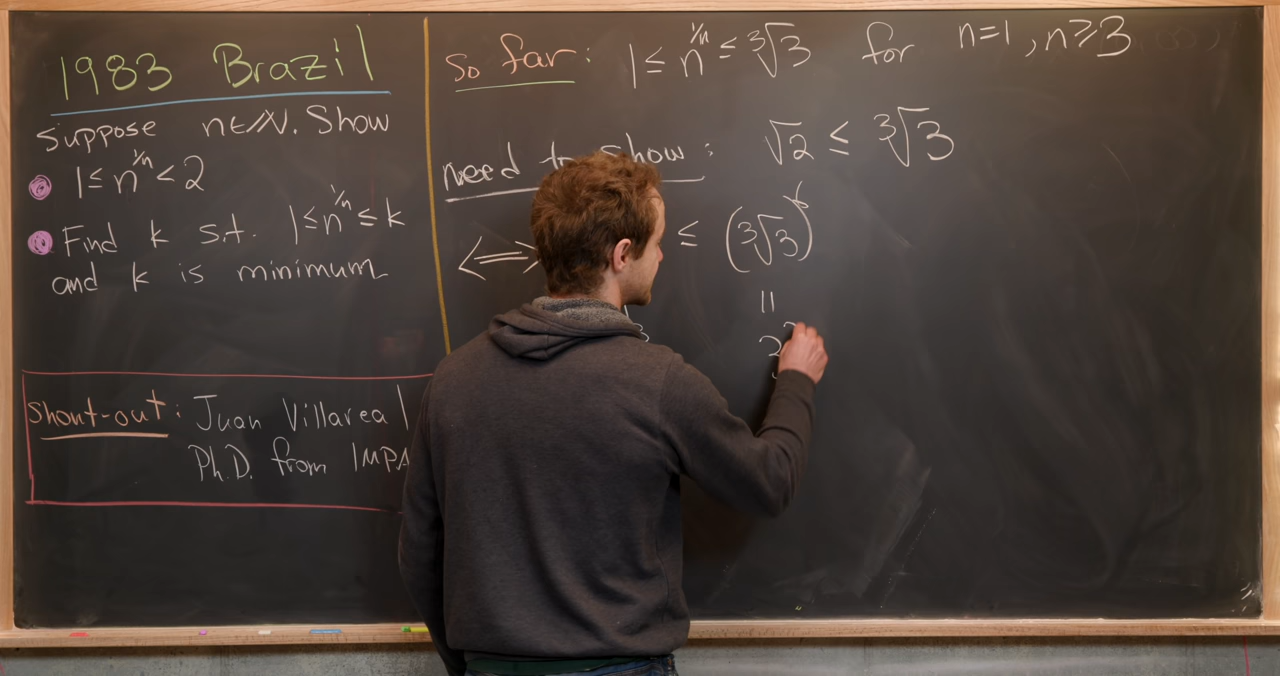 1983 Brazil
Suppose n∈ℕ. Show
1 ≤ n^{1/n} < 2
Find k s.t. 1 ≤ n^{1/n} ≤ k
and k is minimum
Shout-out: Juan Villareal
Ph.D. from IMPA
So far: 1 ≤ n^{1/n} ≤ ∛3 for n=1, n≥3
need to show: √2 ≤ ∛3
⟺ ≤ (∛3)^6
=
3